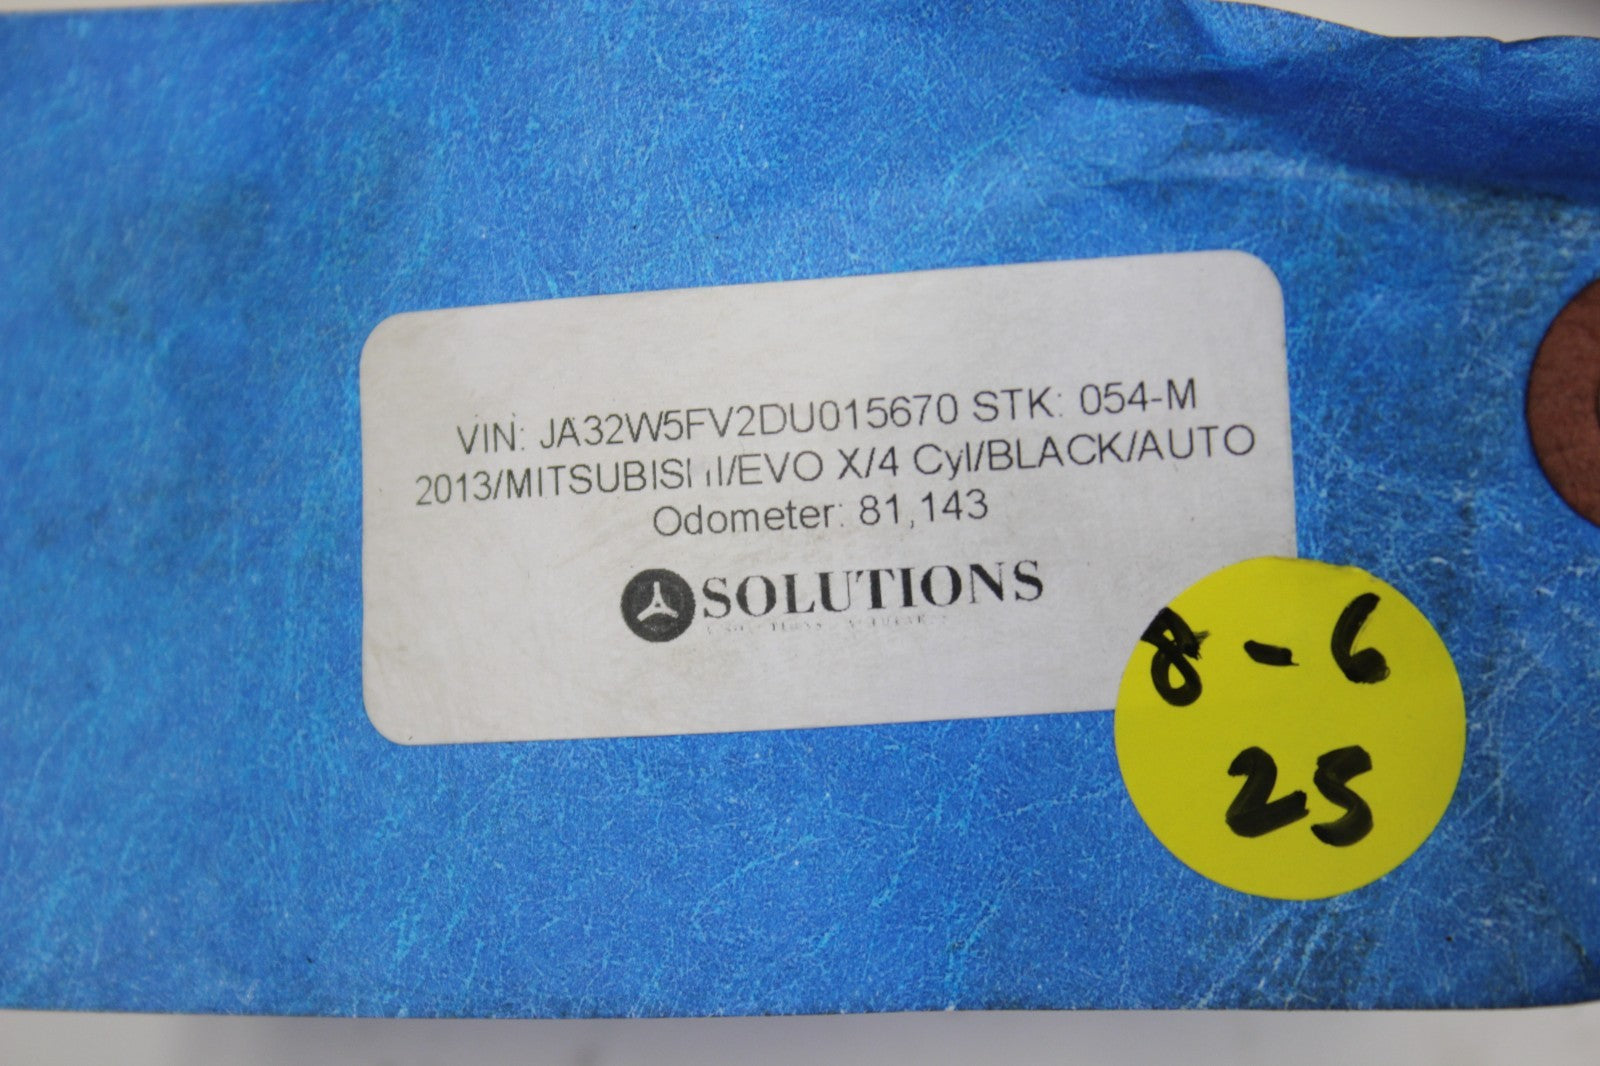 VIN: JA32W5FV2DU015670 STK: 054-M
2013/MITSUBISHI/EVO X/4 Cyl/BLACK/AUTO
Odometer: 81,143
SOLUTIONS
8-6
25